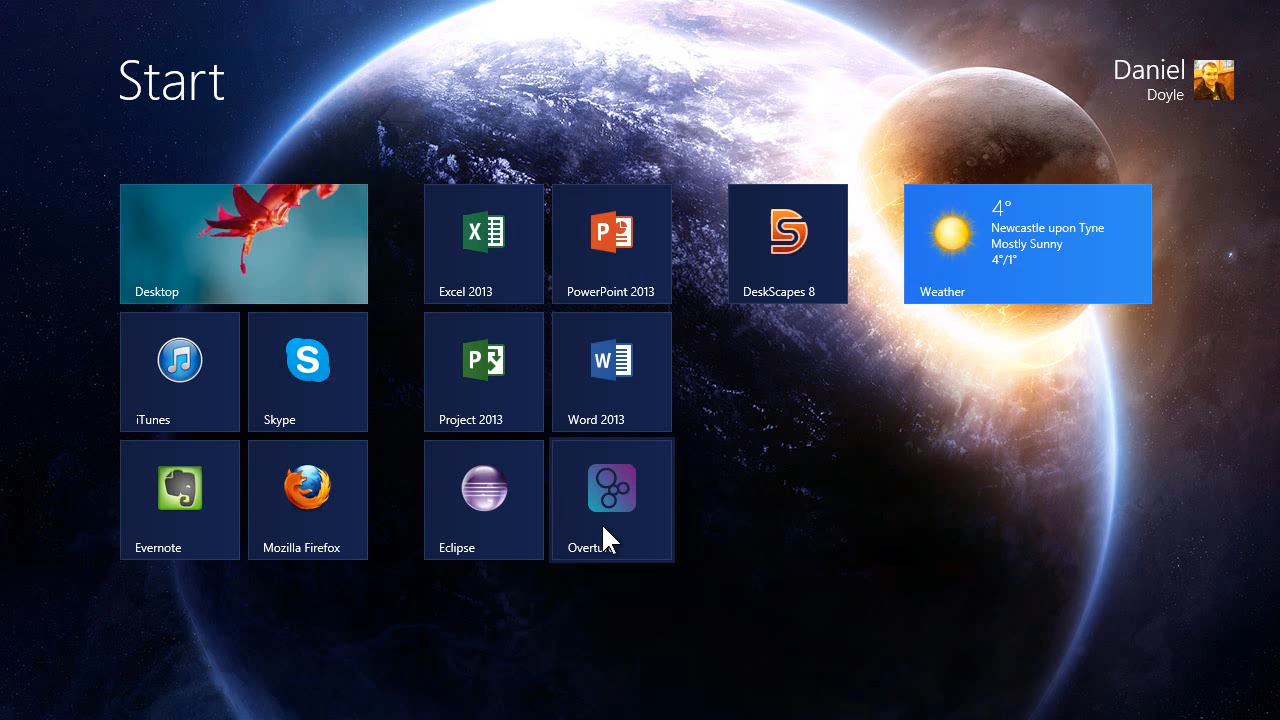 Start
Daniel
Doyle
Desktop
Excel 2013
PowerPoint 2013
DeskScapes 8
4°
Newcastle upon Tyne
Mostly Sunny
4°/1°
Weather
iTunes
Skype
Project 2013
Word 2013
Evernote
Mozilla Firefox
Eclipse